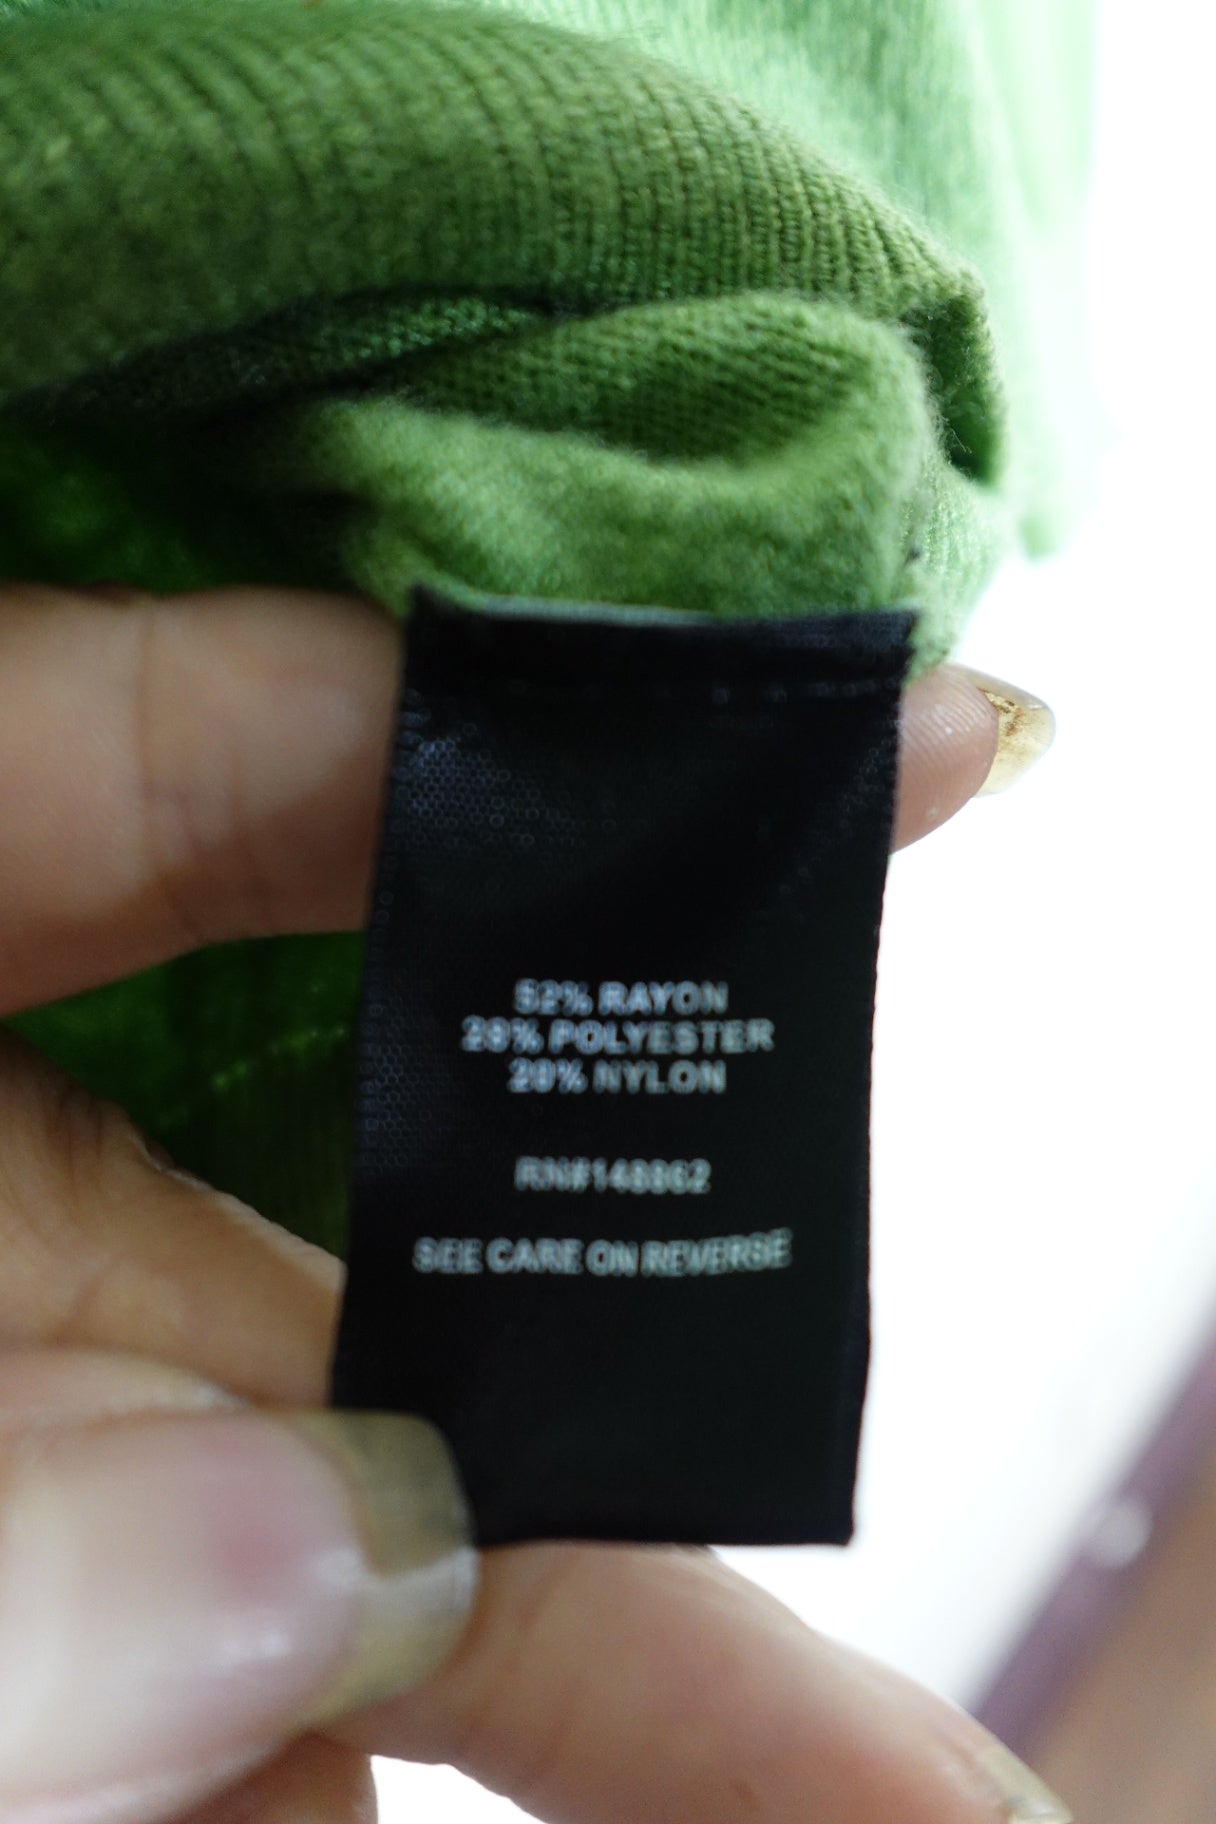 52% RAYON
28% POLYESTER
20% NYLON
RN#148862
SEE CARE ON REVERSE